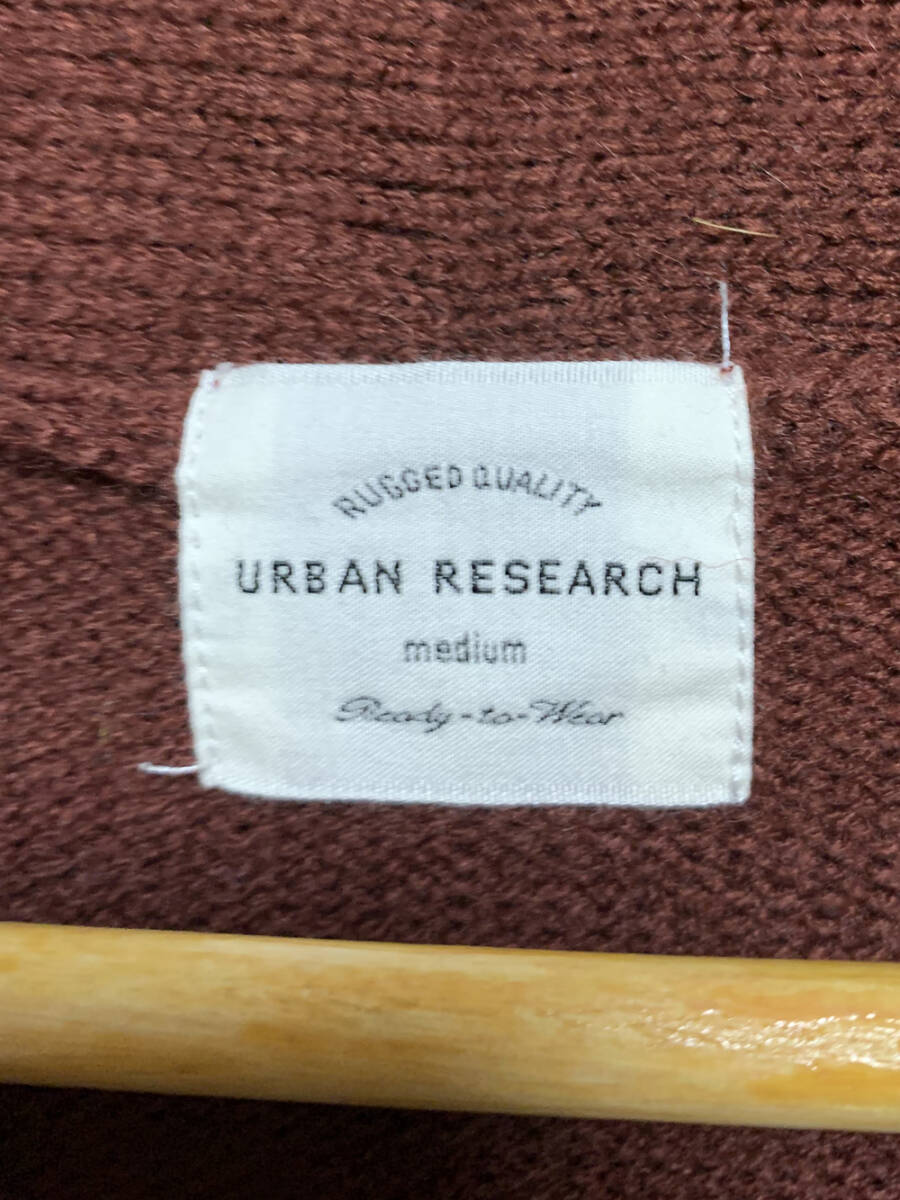 RUGGED QUALITY
URBAN RESEARCH
medium
Ready-to-Wear